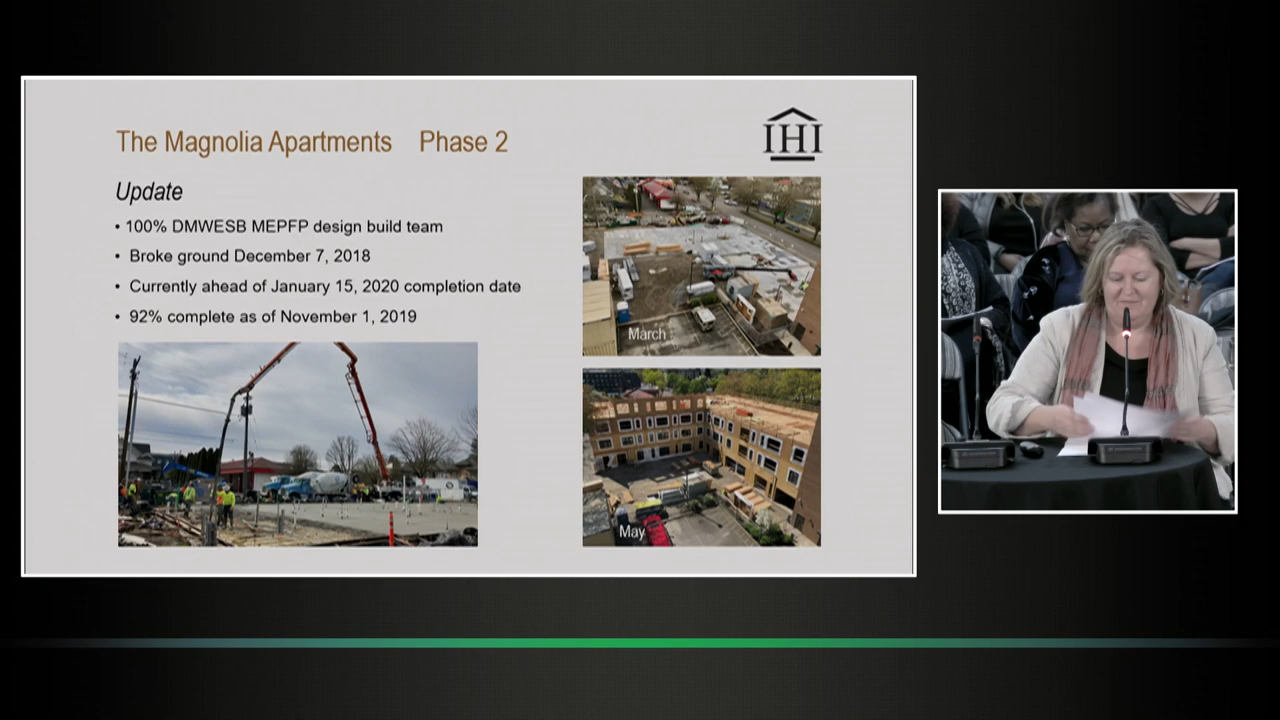 The Magnolia Apartments Phase 2
IHI
Update
• 100% DMWESB MEPFP design build team
• Broke ground December 7, 2018
• Currently ahead of January 15, 2020 completion date
• 92% complete as of November 1, 2019
March
May